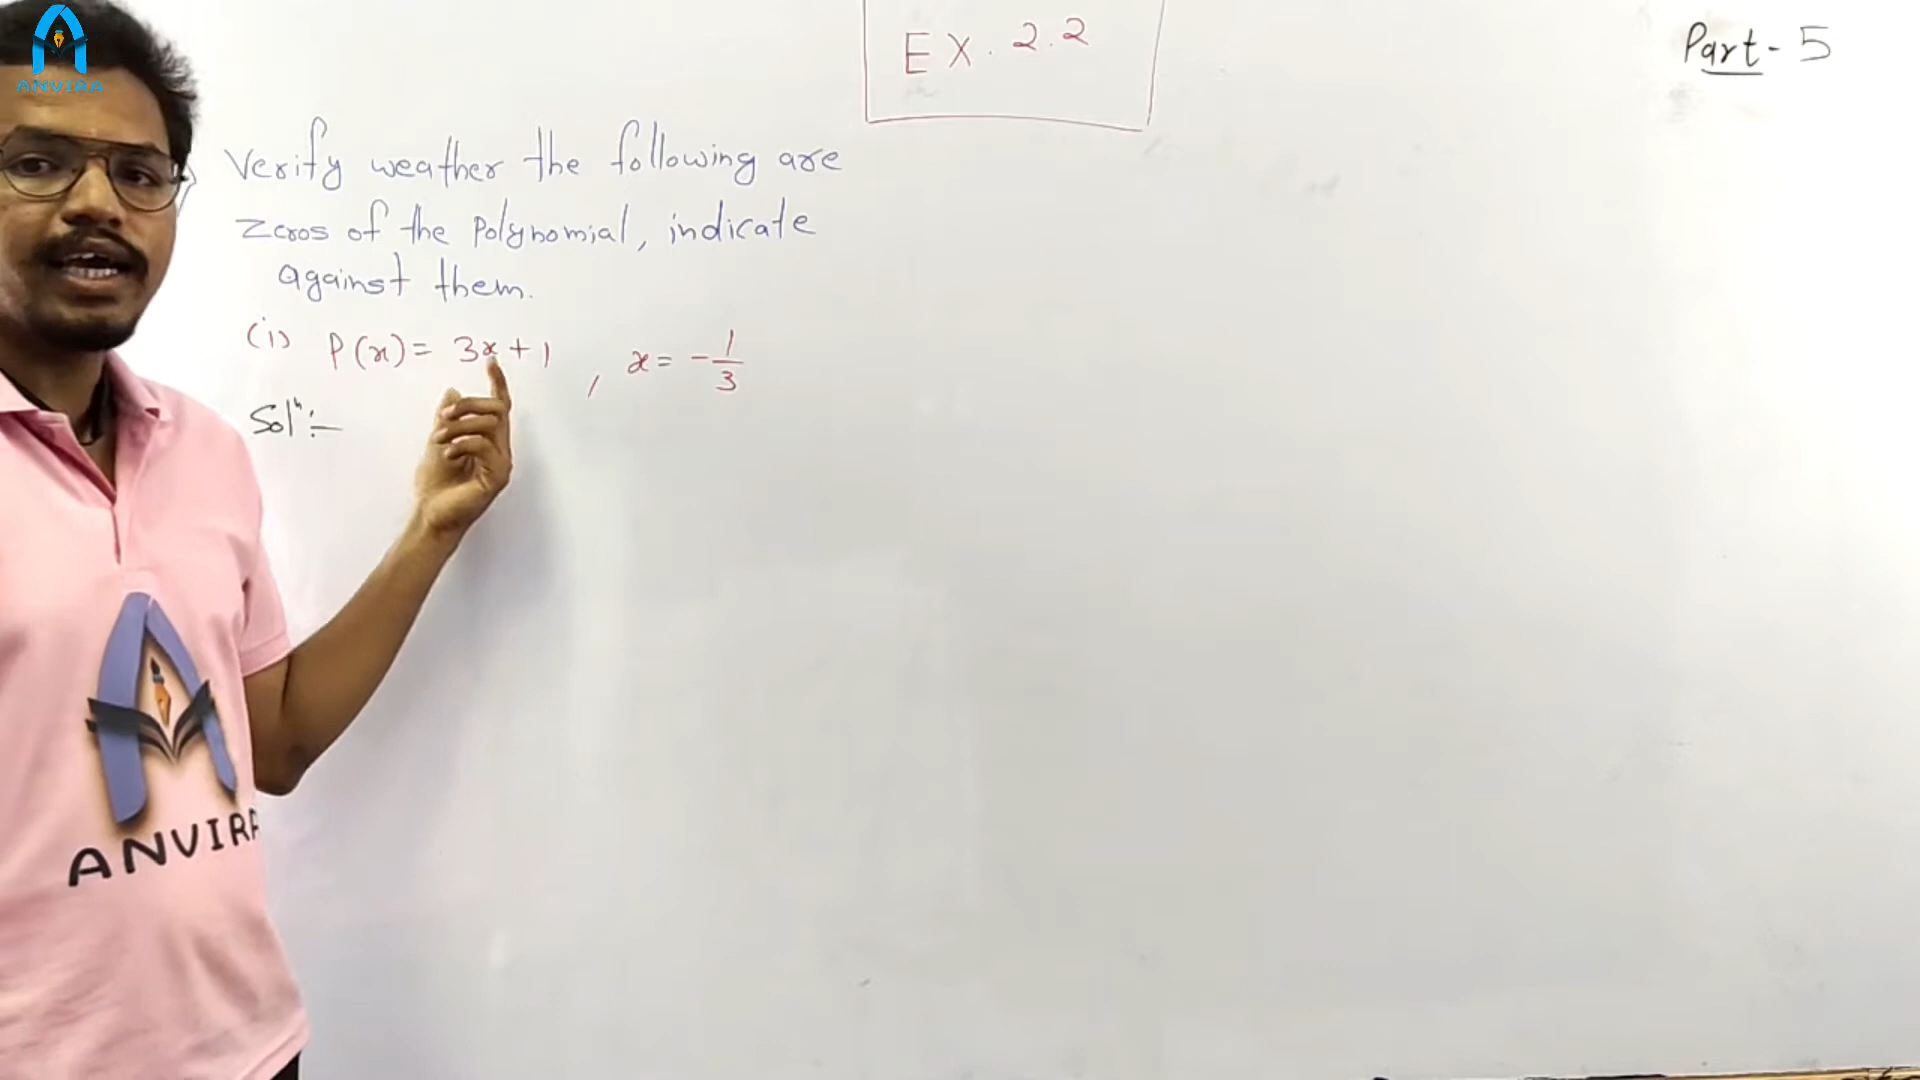 ANVIRA
EX. 2.2
Part - 5
Verify weather the following are
zeros of the Polynomial, indicate
against them.
(i) P(x) = 3x + 1 , x = -1/3
Solⁿ :-
ANVIRA